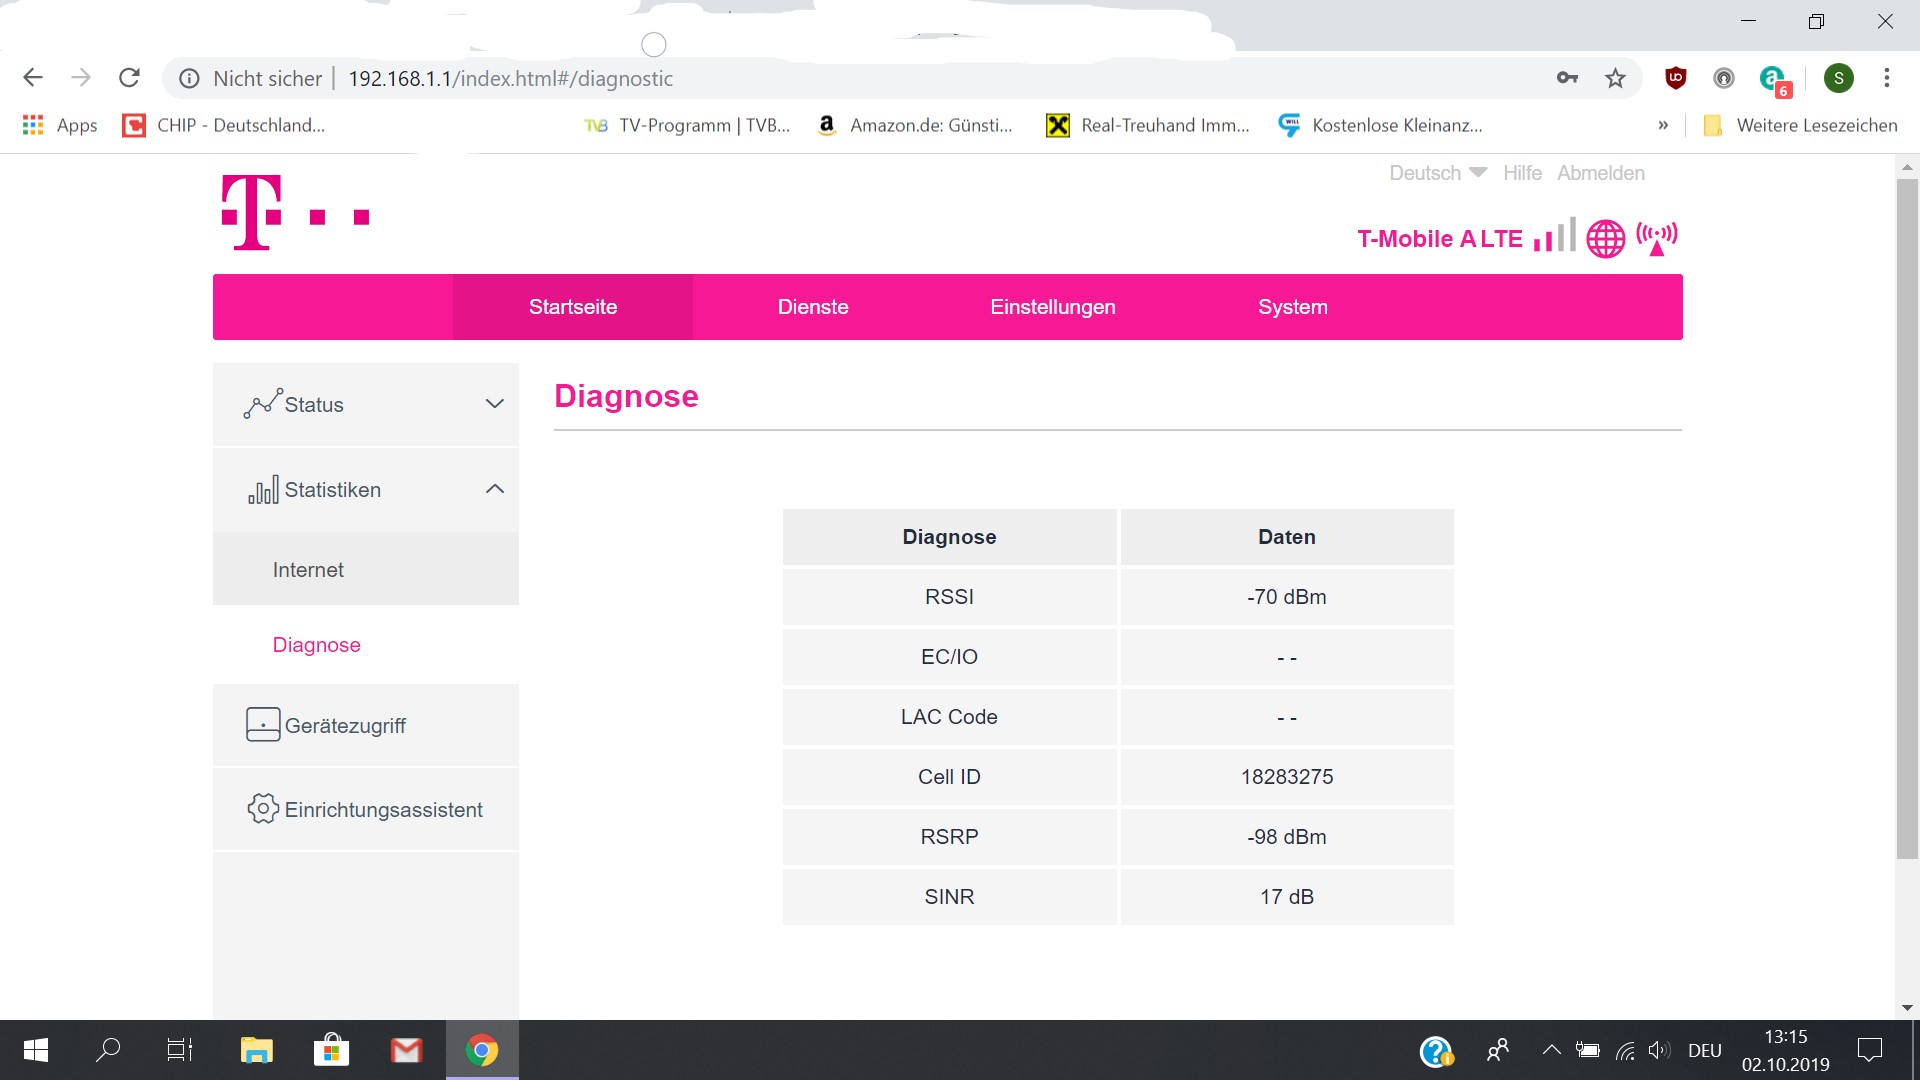 Nicht sicher | 192.168.1.1/index.html#/diagnostic
S
6
Apps CHIP - Deutschland... TVB TV-Programm | TVB... a Amazon.de: Günsti... Real-Treuhand Imm... WILL Kostenlose Kleinanz... » Weitere Lesezeichen
Deutsch Hilfe Abmelden
T
T-Mobile A LTE
Startseite Dienste Einstellungen System
Status
Diagnose
Statistiken
Internet
Diagnose
Gerätezugriff
Einrichtungsassistent
Diagnose Daten
RSSI -70 dBm
EC/IO - -
LAC Code - -
Cell ID 18283275
RSRP -98 dBm
SINR 17 dB
DEU
13:15
02.10.2019